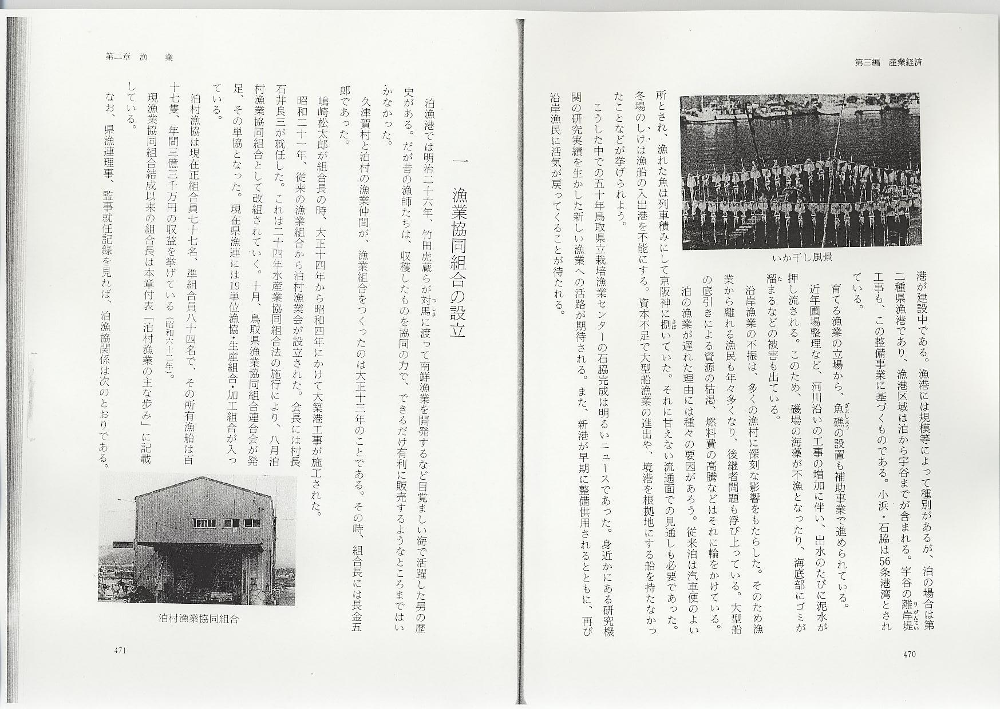 第三編　産業経済
いか干し風景
港が建設中である。漁港には規模等によって種別があるが、泊の場合は第
二種県漁港であり、漁港区域は泊から宇谷までが含まれる。宇谷の離岸堤
りがんてい
工事も、この整備事業に基づくものである。小浜・石脇は56条港湾とされ
ている。
育てる漁業の立場から、魚礁の設置も補助事業で進められている。
ぎょしょう
近年圃場整理など、河川沿いの工事の増加に伴い、出水のたびに泥水が
押し流される。このため、磯場の海藻が不漁となったり、海底部にゴミが
溜まるなどの被害も出ている。
た
沿岸漁業の不振は、多くの漁村に深刻な影響をもたらした。そのため漁
業から離れる漁民も年々多くなり、後継者問題も浮び上っている。大型船
の底引きによる資源の枯渇、燃料費の高騰などはそれに輪をかけている。
泊の漁業が遅れた理由には種々の要因があろう。従来泊は汽車便のよい
所とされ、漁れた魚は列車積みにして京阪神に捌いていた。それに甘えない流通面での見通しも必要であった。
さば
冬場のしけは漁船の入出港を不能にする。資本不足で大型船漁業の進出や、境港を根拠地にする船を持たなかっ
たことなどが挙げられよう。
こうした中での五十年鳥取県立栽培漁業センターの石脇完成は明るいニュースであった。身近かにある研究機
関の研究実績を生かした新しい漁業への活路が期待される。また、新港が早期に整備供用されるとともに、再び
沿岸漁民に活気が戻ってくることが待たれる。
470
第二章　漁　業
一　漁業協同組合の設立
泊漁港では明治二十六年、竹田虎蔵らが対馬に渡って南鮮漁業を開発するなど目覚ましい海で活躍した男の歴
つしま
史がある。だが昔の漁師たちは、収穫したものを協同の力で、できるだけ有利に販売するようなところまではい
かなかった。
久津賀村と泊村の漁業仲間が、漁業組合をつくったのは大正十三年のことである。その時、組合長には長金五
郎であった。
嶋崎松太郎が組合長の時、大正十四年から昭和四年にかけて大築港工事が施工された。
昭和二十一年、従来の漁業組合から泊村漁業会が設立された。会長には村長
石井良三が就任した。これは二十四年水産業協同組合法の施行により、八月泊
村漁業協同組合として改組されていく。十月、鳥取県漁業協同組合連合会が発
足、その単協となった。現在県漁連には19単位漁協・生産組合・加工組合が入っ
ている。
泊村漁協は現在正組合員七十七名、準組合員八十四名で、その所有漁船は百
十七隻、年間三億三千万円の収益を挙げている（昭和六十二年）。
現漁業協同組合結成以来の組合長は本章付表「泊村漁業の主な歩み」に記載
している。
なお、県漁連理事、監事就任記録を見れば、泊漁協関係は次のとおりである。
泊村漁業協同組合
471